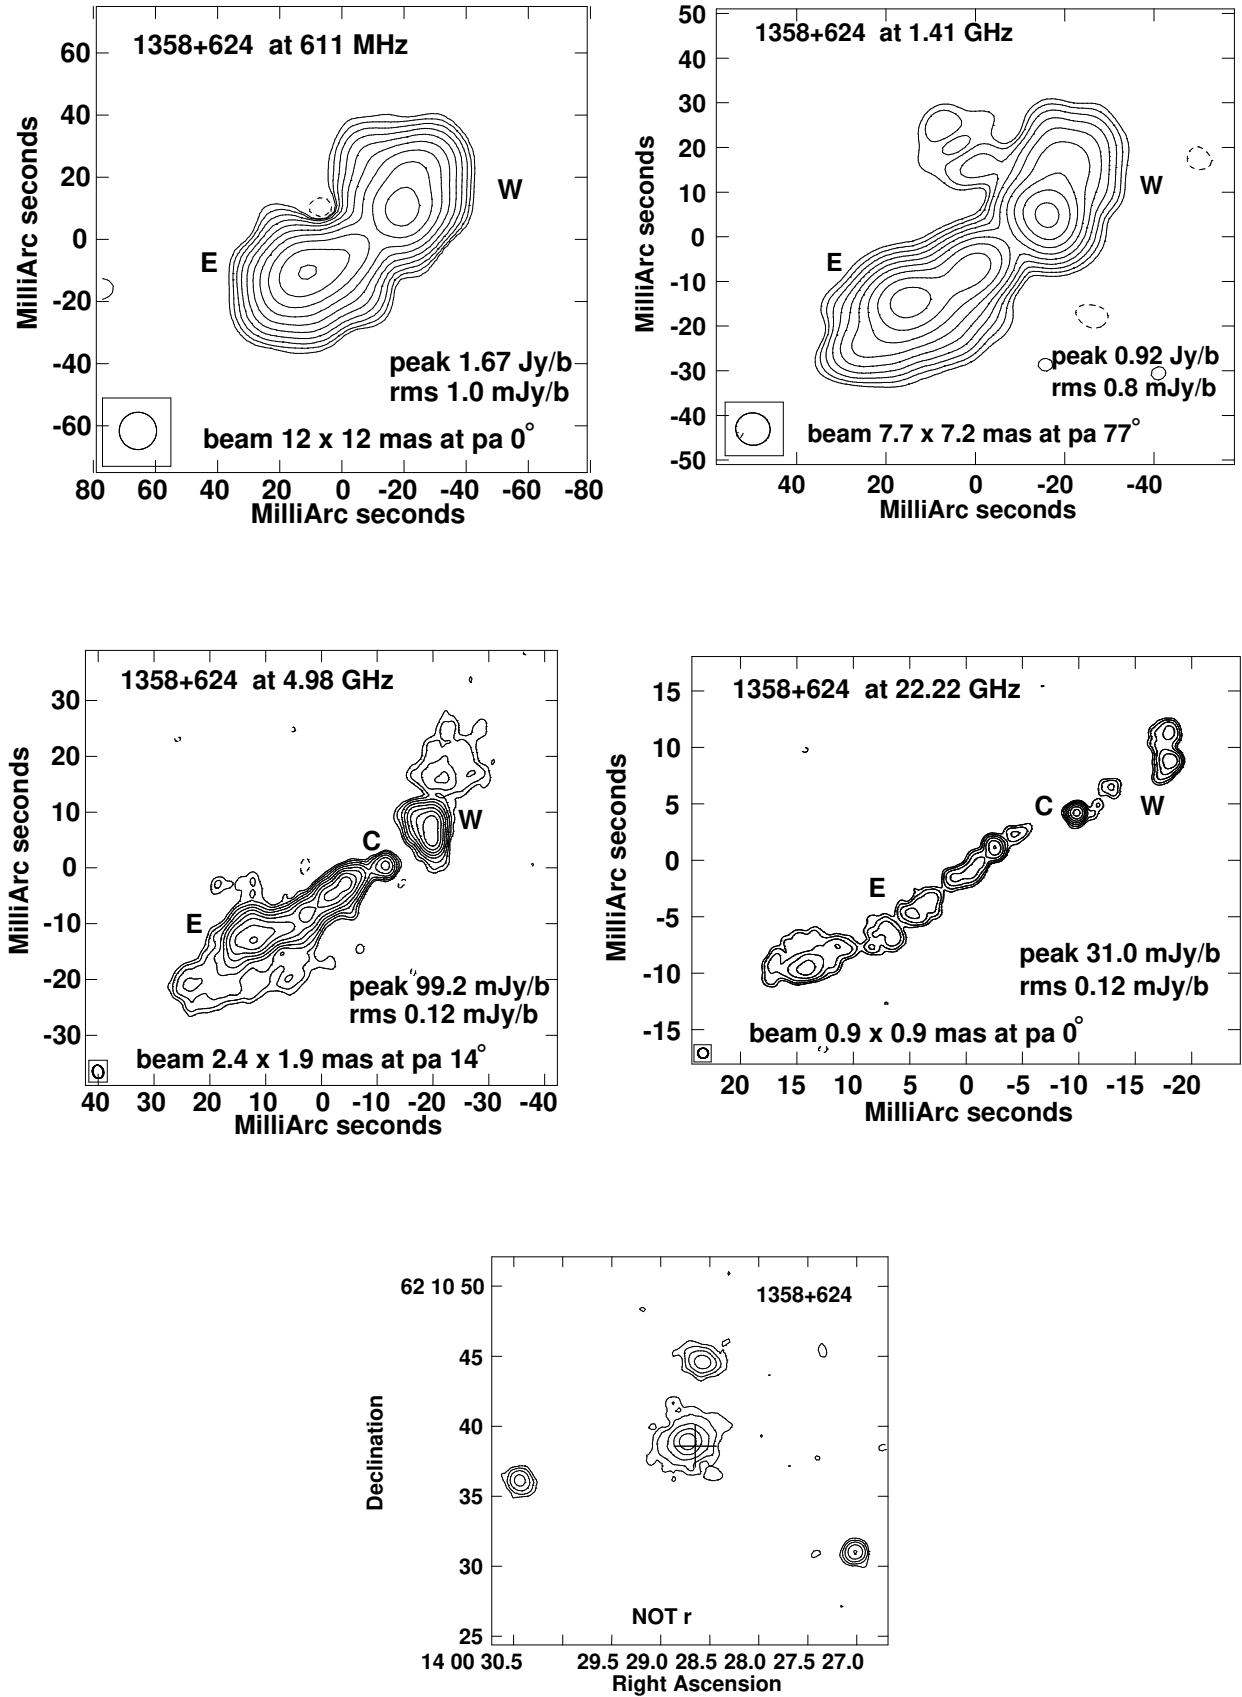 1358+624 at 611 MHz
60
40
20
0
-20
-40
-60
MilliArc seconds
E
W
peak 1.67 Jy/b
rms 1.0 mJy/b
beam 12 x 12 mas at pa 0°
80 60 40 20 0 -20 -40 -60 -80
MilliArc seconds
1358+624 at 1.41 GHz
50
40
30
20
10
0
-10
-20
-30
-40
-50
MilliArc seconds
W
E
peak 0.92 Jy/b
rms 0.8 mJy/b
beam 7.7 x 7.2 mas at pa 77°
40 20 0 -20 -40
MilliArc seconds
1358+624 at 4.98 GHz
30
20
10
0
-10
-20
-30
MilliArc seconds
W
C
E
peak 99.2 mJy/b
rms 0.12 mJy/b
beam 2.4 x 1.9 mas at pa 14°
40 30 20 10 0 -10 -20 -30 -40
MilliArc seconds
1358+624 at 22.22 GHz
15
10
5
0
-5
-10
-15
MilliArc seconds
C
W
E
peak 31.0 mJy/b
rms 0.12 mJy/b
beam 0.9 x 0.9 mas at pa 0°
20 15 10 5 0 -5 -10 -15 -20
MilliArc seconds
62 10 50
45
40
35
30
25
Declination
1358+624
NOT r
14 00 30.5 29.5 29.0 28.5 28.0 27.5 27.0
Right Ascension